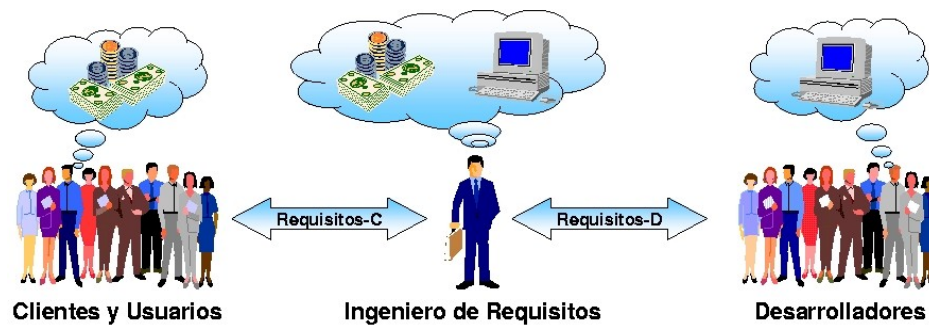 Requisitos-C
Requisitos-D
Clientes y Usuarios
Ingeniero de Requisitos
Desarrolladores